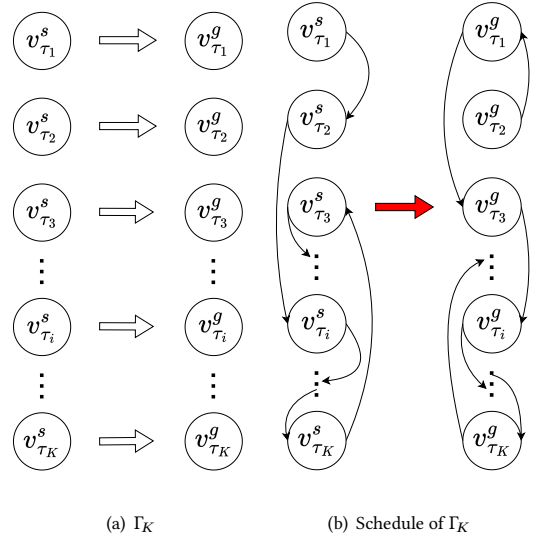 v^s_{τ_1} v^g_{τ_1} v^s_{τ_1} v^g_{τ_1}
v^s_{τ_2} v^g_{τ_2} v^s_{τ_2} v^g_{τ_2}
v^s_{τ_3} v^g_{τ_3} v^s_{τ_3} v^g_{τ_3}
⋮ ⋮ ⋮ ⋮
v^s_{τ_i} v^g_{τ_i} v^s_{τ_i} v^g_{τ_i}
⋮ ⋮ ⋮ ⋮
v^s_{τ_K} v^g_{τ_K} v^s_{τ_K} v^g_{τ_K}
(a) Γ_K (b) Schedule of Γ_K